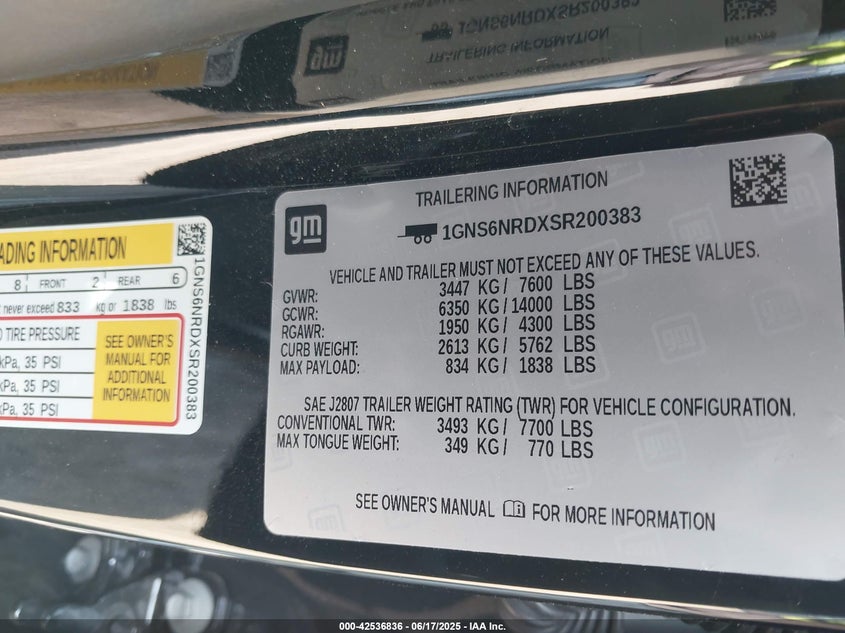 TRAILERING INFORMATION
gm
1GNS6NRDXSR200383
VEHICLE AND TRAILER MUST NOT EXCEED ANY OF THESE VALUES.
GVWR: 3447 KG/ 7600 LBS
GCWR: 6350 KG/14000 LBS
RGAWR: 1950 KG/ 4300 LBS
CURB WEIGHT: 2613 KG/ 5762 LBS
MAX PAYLOAD: 834 KG/ 1838 LBS
SAE J2807 TRAILER WEIGHT RATING (TWR) FOR VEHICLE CONFIGURATION.
CONVENTIONAL TWR: 3493 KG/ 7700 LBS
MAX TONGUE WEIGHT: 349 KG/ 770 LBS
SEE OWNER'S MANUAL FOR MORE INFORMATION
INFORMATION
8 FRONT 2 REAR 6
never exceed 833 kg or 1838 lbs
TIRE PRESSURE
kPa, 35 PSI
kPa, 35 PSI
kPa, 35 PSI
SEE OWNER'S
MANUAL FOR
ADDITIONAL
INFORMATION
1GNS6NRDXSR200383
000-42536836 - 06/17/2025 - IAA Inc.